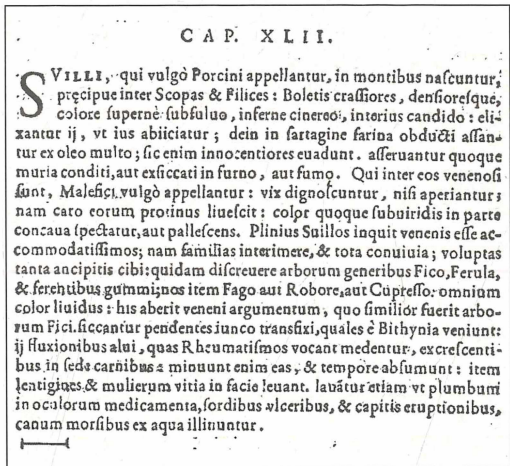 CAP. XLII.
SVILLI, qui vulgò Porcini appellantur, in montibus nascuntur,
pręcipue inter Scopas & Filices : Boletis crassiores, densioresque,
colore supernè subfuluo, inferne cinereo, interius candido : eli-
xantur ij, vt ius abiiciatur ; dein in sartagine farina obducti assan-
tur ex oleo multo ; sic enim innocentiores euadunt. asseruantur quoque
muria conditi, aut exsiccati in furno, aut fumo. Qui inter eos venenosi
sunt, Malefici vulgò appellantur : vix dignoscuntur, nisi aperiantur ;
nam caro eorum protinus liuescit : color quoque subuiridis in parte
concaua spectatur, aut pallescens. Plinius Suillos inquit venenis esse ac-
commodatissimos; nam familias interimere, & tota conuiuia ; voluptas
tanta ancipitis cibi: quidam discreuere arborum generibus Fico, Ferula,
& ferentibus gummi; nos item Fago aut Robore, aut Cupresso. omnium
color liuidus : his aberit veneni argumentum, quo similiòr fuerit arbo-
rum Fici. siccantur pendentes iunco transfixi, quales è Bithynia veniunt:
ij fluxionibus alui, quas Rheumatismos vocant medentur, excrescenti-
bus in sede carnibus : minuunt enim eas, & tempore absumunt : item
lentigines & mulierum vitia in facie leuant. lauãtur etiam vt plumbum
in oculorum medicamenta, sordibus vlceribus, & capitis eruptionibus,
canum morsibus ex aqua illinuntur.